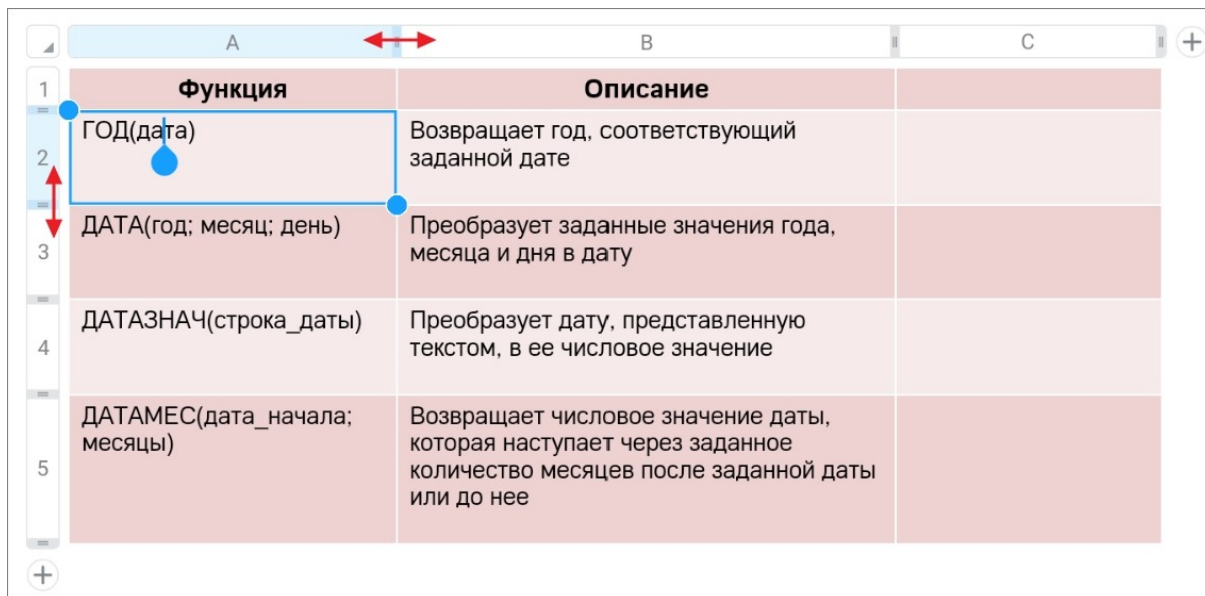 A B C
1 Функция Описание
2 ГОД(дата) Возвращает год, соответствующий
заданной дате
3 ДАТА(год; месяц; день) Преобразует заданные значения года,
месяца и дня в дату
4 ДАТАЗНАЧ(строка_даты) Преобразует дату, представленную
текстом, в ее числовое значение
5 ДАТАМЕС(дата_начала; Возвращает числовое значение даты,
месяцы) которая наступает через заданное
количество месяцев после заданной даты
или до нее